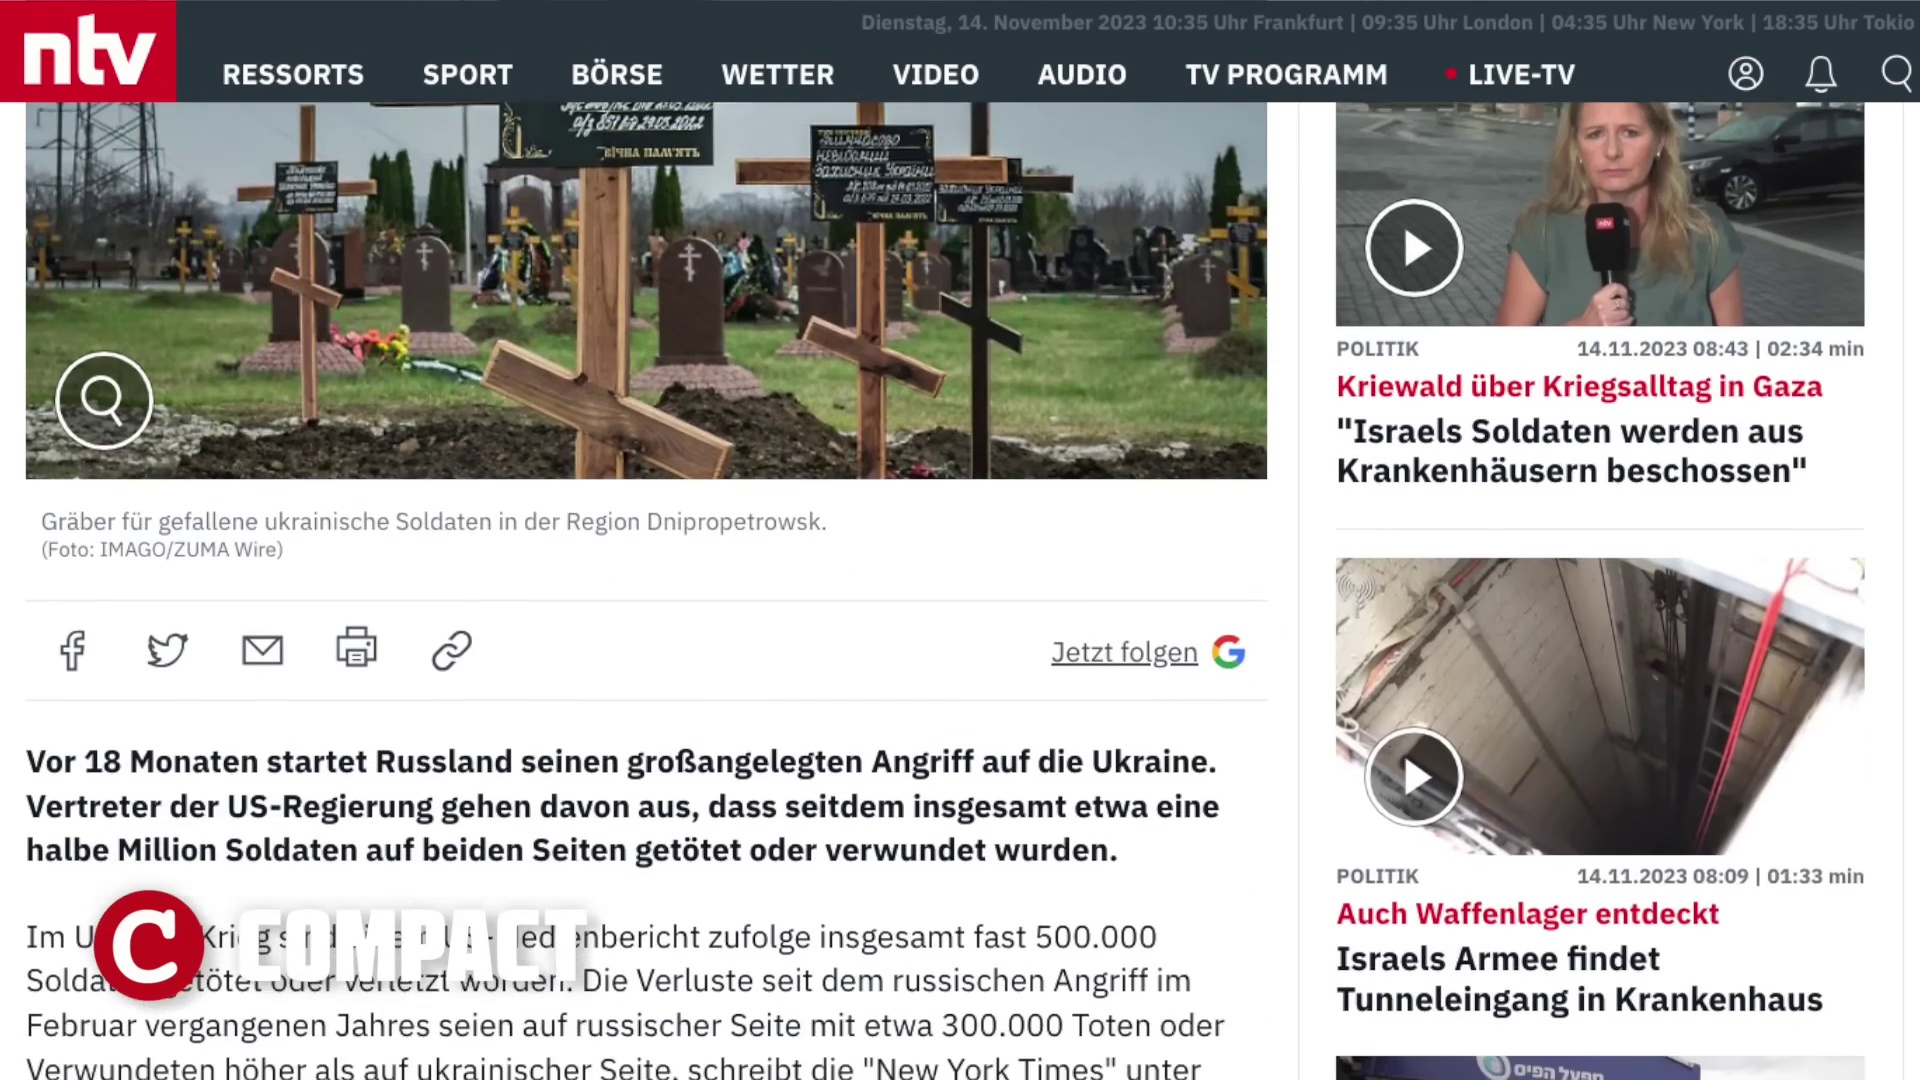 ntv
Dienstag, 14. November 2023 10:35 Uhr Frankfurt | 09:35 Uhr London | 04:35 Uhr New York | 18:35 Uhr Tokio
RESSORTS SPORT BÖRSE WETTER VIDEO AUDIO TV PROGRAMM LIVE-TV
ВІЧНА ПАМ'ЯТЬ
Gräber für gefallene ukrainische Soldaten in der Region Dnipropetrowsk.
(Foto: IMAGO/ZUMA Wire)
Jetzt folgen
Vor 18 Monaten startet Russland seinen großangelegten Angriff auf die Ukraine.
Vertreter der US-Regierung gehen davon aus, dass seitdem insgesamt etwa eine
halbe Million Soldaten auf beiden Seiten getötet oder verwundet wurden.
Im zufolge insgesamt fast 500.000
oder verletzt worden. Die Verluste seit dem russischen Angriff im
Februar vergangenen Jahres seien auf russischer Seite mit etwa 300.000 Toten oder
Verwundeten höher als auf ukrainischer Seite, schreibt die "New York Times" unter
C COMPACT
ntv
POLITIK 14.11.2023 08:43 | 02:34 min
Kriewald über Kriegsalltag in Gaza
"Israels Soldaten werden aus
Krankenhäusern beschossen"
POLITIK 14.11.2023 08:09 | 01:33 min
Auch Waffenlager entdeckt
Israels Armee findet
Tunneleingang in Krankenhaus
מפעל הפיס